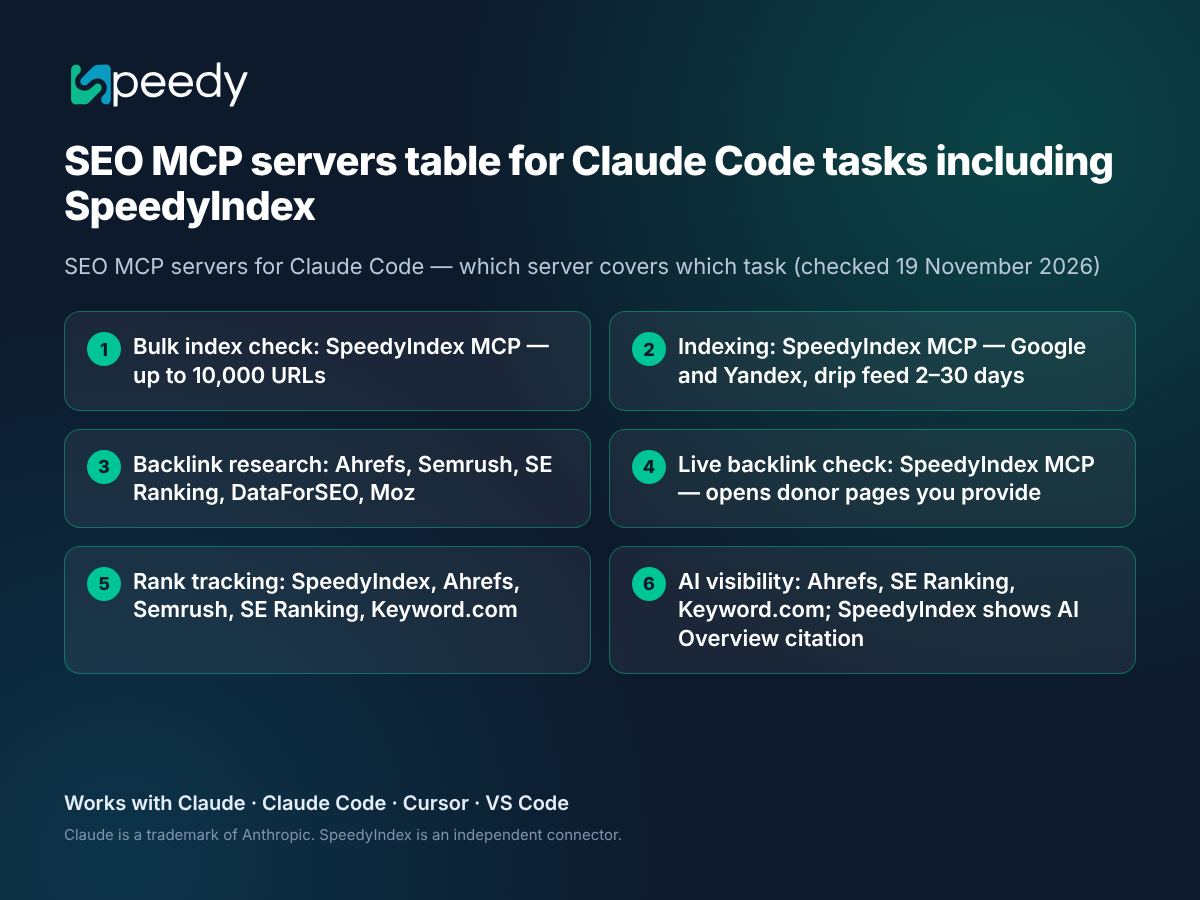 Speedy
SEO MCP servers table for Claude Code tasks including
SpeedyIndex
SEO MCP servers for Claude Code — which server covers which task (checked 19 November 2026)
1
Bulk index check: SpeedyIndex MCP —
up to 10,000 URLs
2
Indexing: SpeedyIndex MCP — Google
and Yandex, drip feed 2–30 days
3
Backlink research: Ahrefs, Semrush, SE
Ranking, DataForSEO, Moz
4
Live backlink check: SpeedyIndex MCP
— opens donor pages you provide
5
Rank tracking: SpeedyIndex, Ahrefs,
Semrush, SE Ranking, Keyword.com
6
AI visibility: Ahrefs, SE Ranking,
Keyword.com; SpeedyIndex shows AI
Overview citation
Works with Claude · Claude Code · Cursor · VS Code
Claude is a trademark of Anthropic. SpeedyIndex is an independent connector.